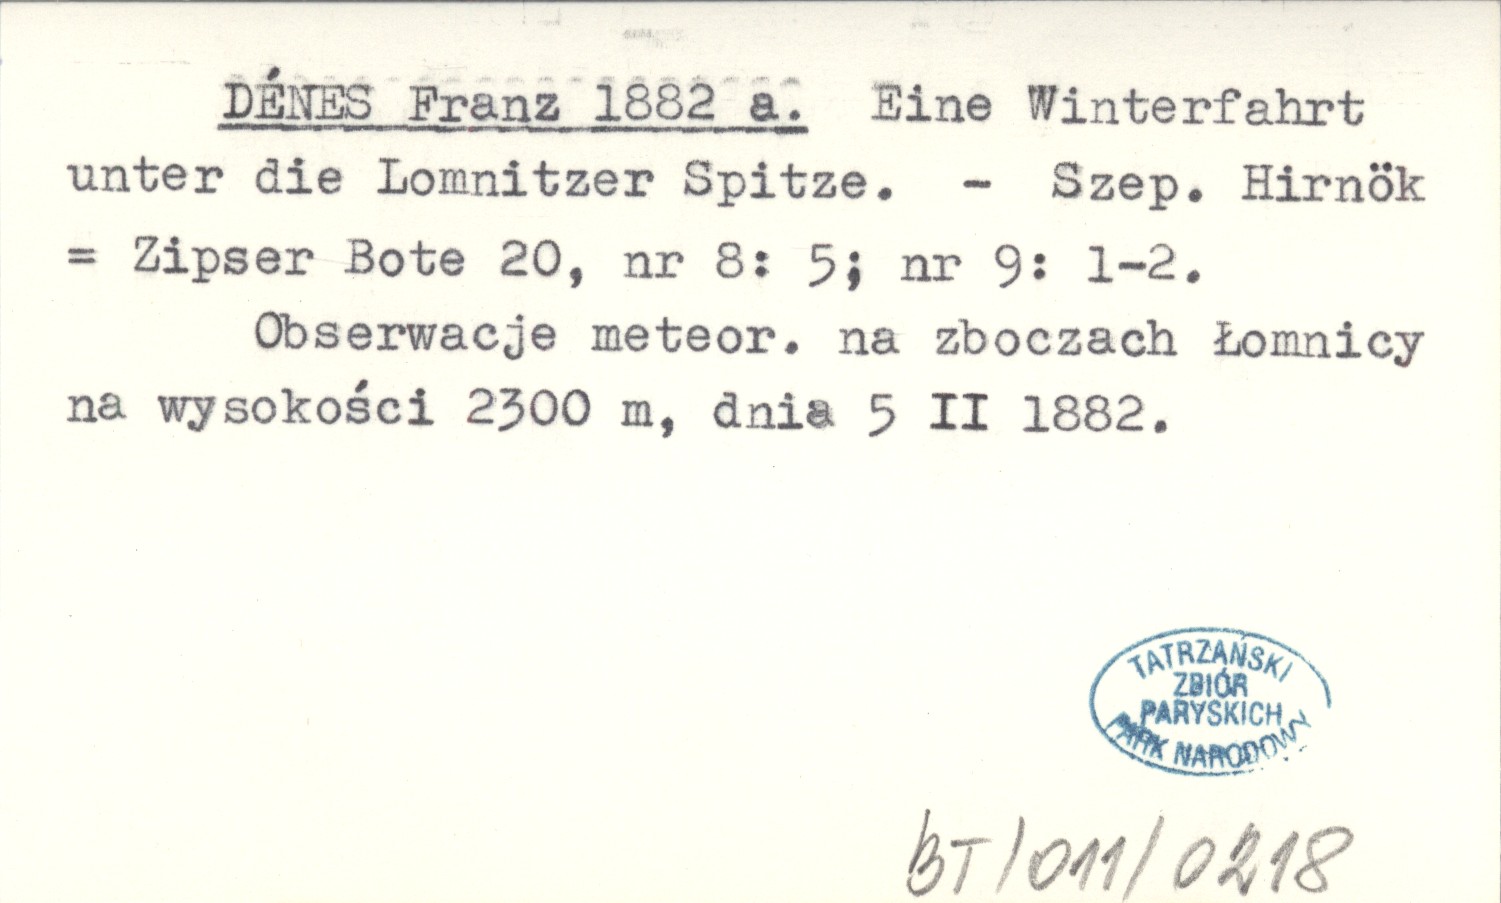 DÉNES Franz 1882 a. Eine Winterfahrt
unter die Lomnitzer Spitze. - Szep. Hirnök
= Zipser Bote 20, nr 8: 5; nr 9: 1-2.
Obserwacje meteor. na zboczach Łomnicy
na wysokości 2300 m, dnia 5 II 1882.
TATRZAŃSKI
ZBIÓR
PARYSKICH
PARK NARODOWY
BT/011/0218